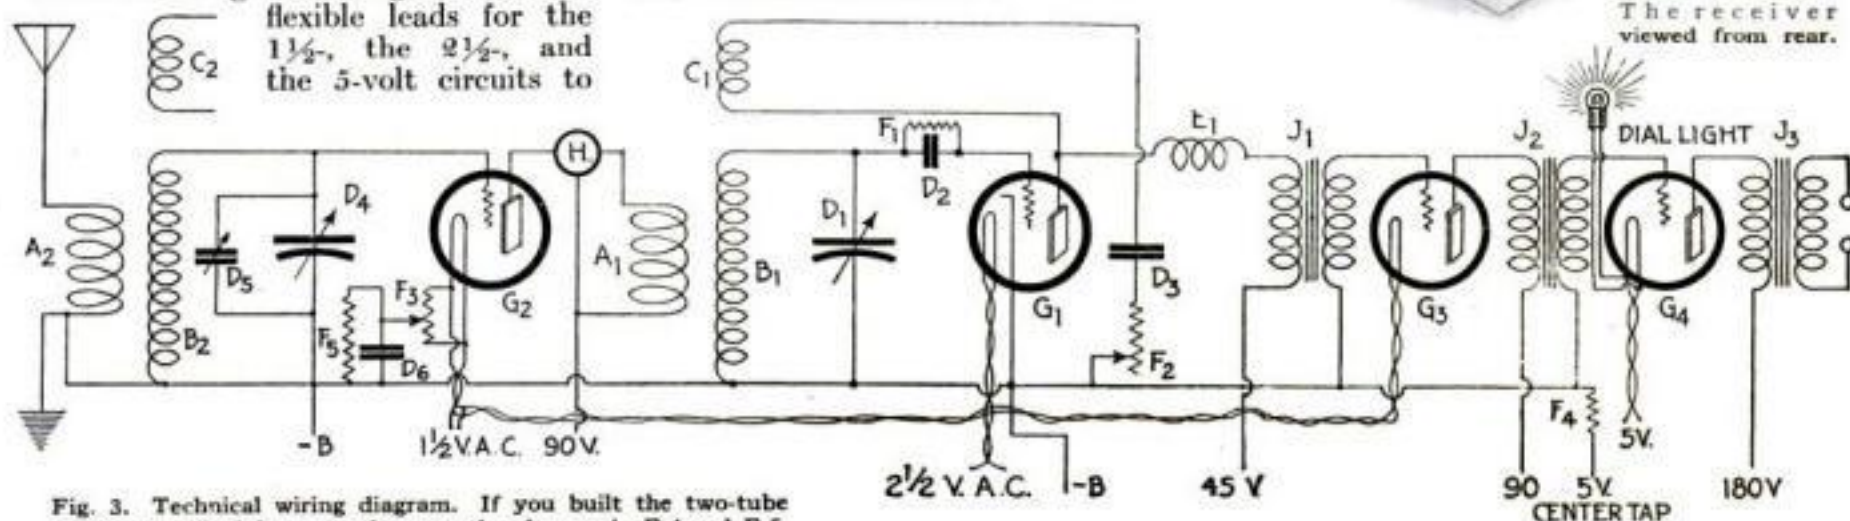 flexible leads for the
1½-, the 2½-, and
the 5-volt circuits to
The receiver
viewed from rear.
C2
C1
F1
E1
J1
J2
DIAL LIGHT
J3
H
D2
A2
D4
D1
D5
B2
F3
F5
D6
G2
A1
B1
G1
D3
F2
G3
G4
F4
-B
1½ V.A.C.
90 V.
2½ V. A.C.
-B
45 V
90
5V.
CENTER TAP
5V.
180V
Fig. 3. Technical wiring diagram. If you built the two-tube